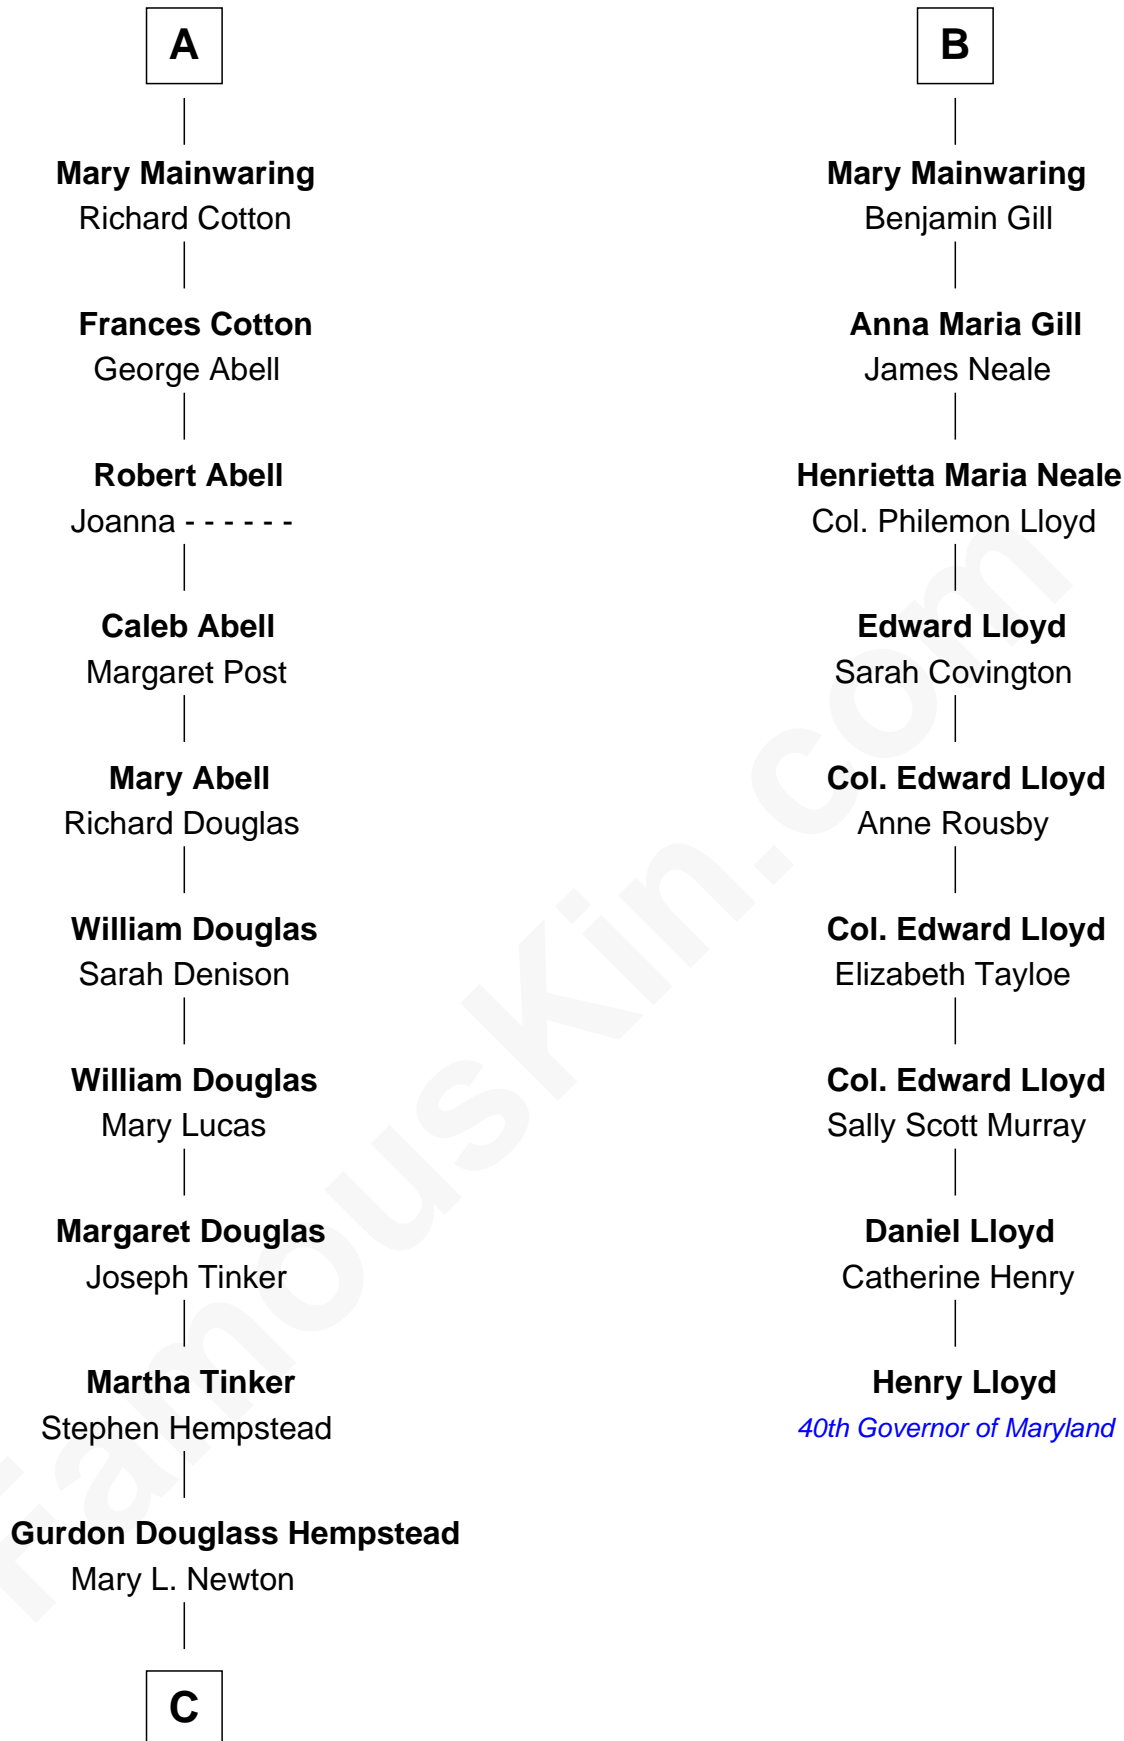 A
Mary Mainwaring
Richard Cotton
Frances Cotton
George Abell
Robert Abell
Joanna - - - - - -
Caleb Abell
Margaret Post
Mary Abell
Richard Douglas
William Douglas
Sarah Denison
William Douglas
Mary Lucas
Margaret Douglas
Joseph Tinker
Martha Tinker
Stephen Hempstead
Gurdon Douglass Hempstead
Mary L. Newton
C
B
Mary Mainwaring
Benjamin Gill
Anna Maria Gill
James Neale
Henrietta Maria Neale
Col. Philemon Lloyd
Edward Lloyd
Sarah Covington
Col. Edward Lloyd
Anne Rousby
Col. Edward Lloyd
Elizabeth Tayloe
Col. Edward Lloyd
Sally Scott Murray
Daniel Lloyd
Catherine Henry
Henry Lloyd
40th Governor of Maryland
FamousKin.com